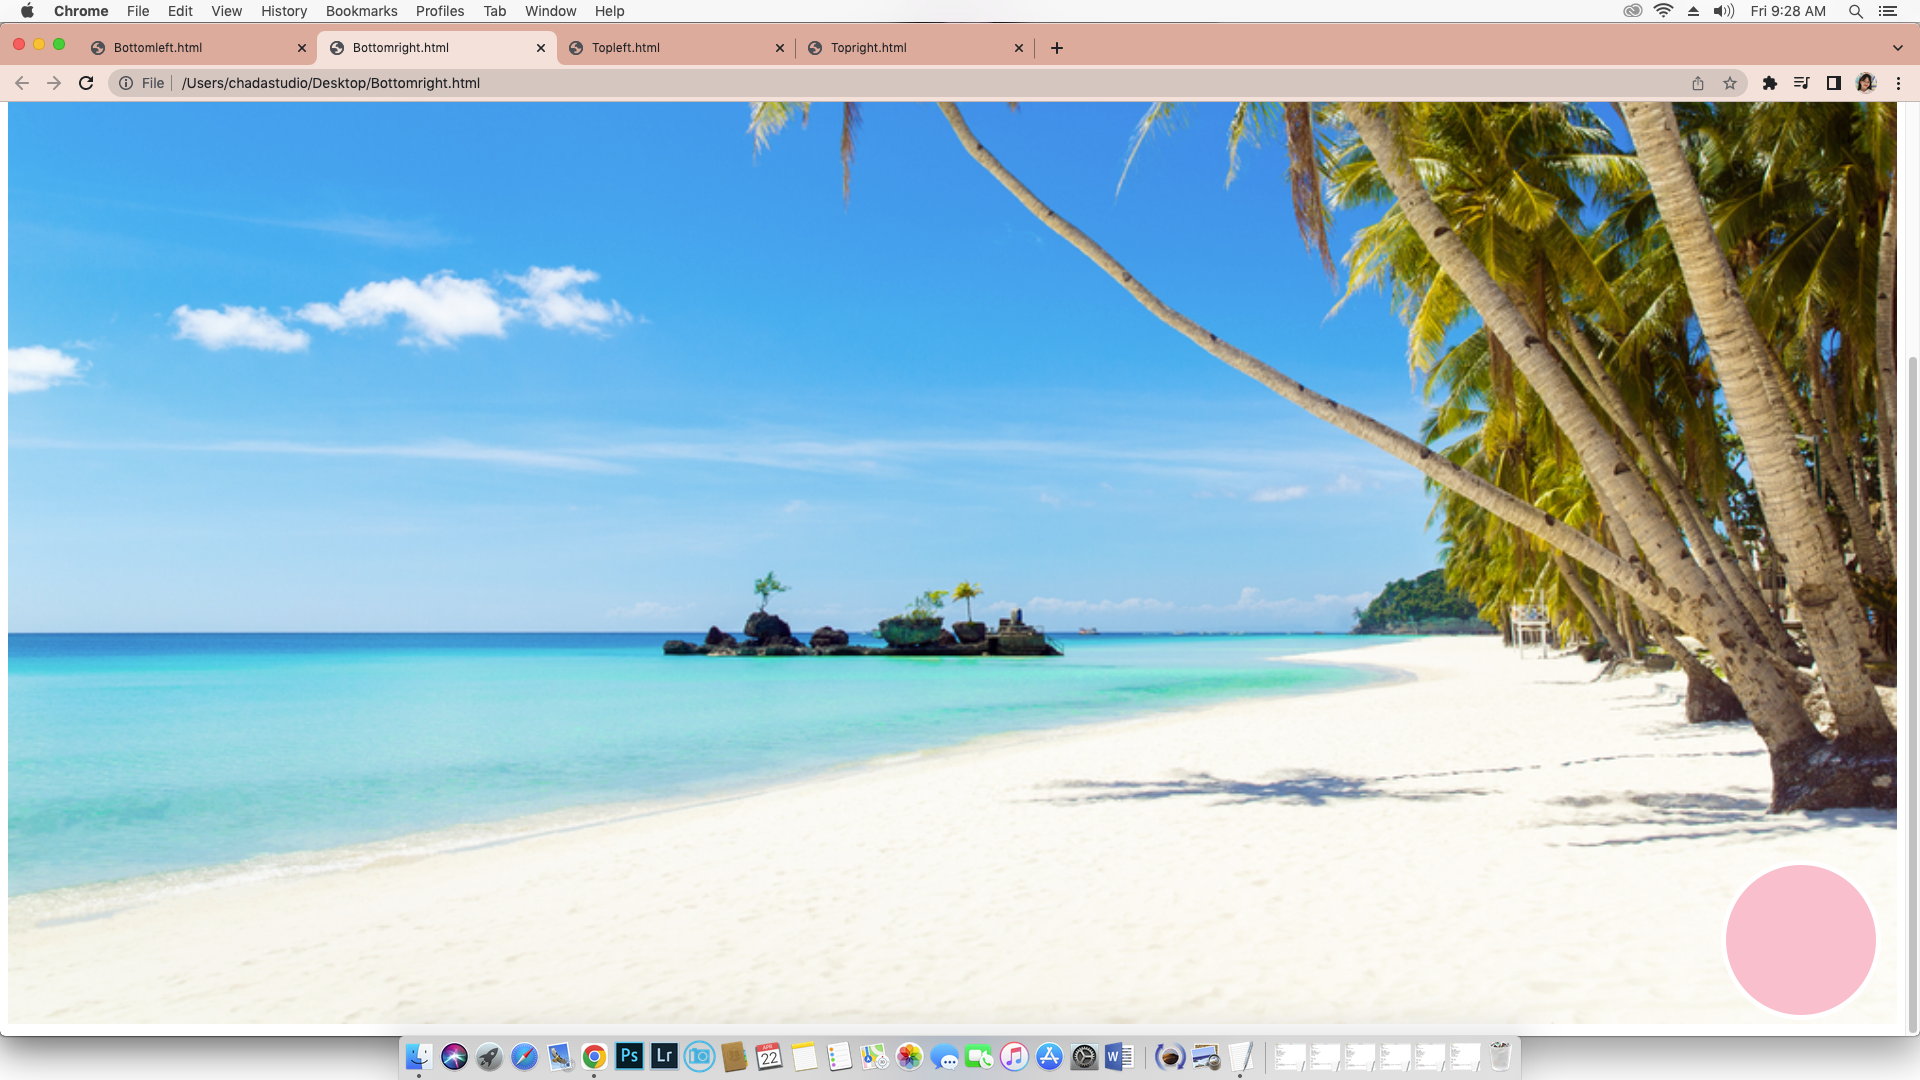 Chrome File Edit View History Bookmarks Profiles Tab Window Help Fri 9:28 AM
Bottomleft.html Bottomright.html Topleft.html Topright.html
File /Users/chadastudio/Desktop/Bottomright.html
Ps Lr APR 22 W